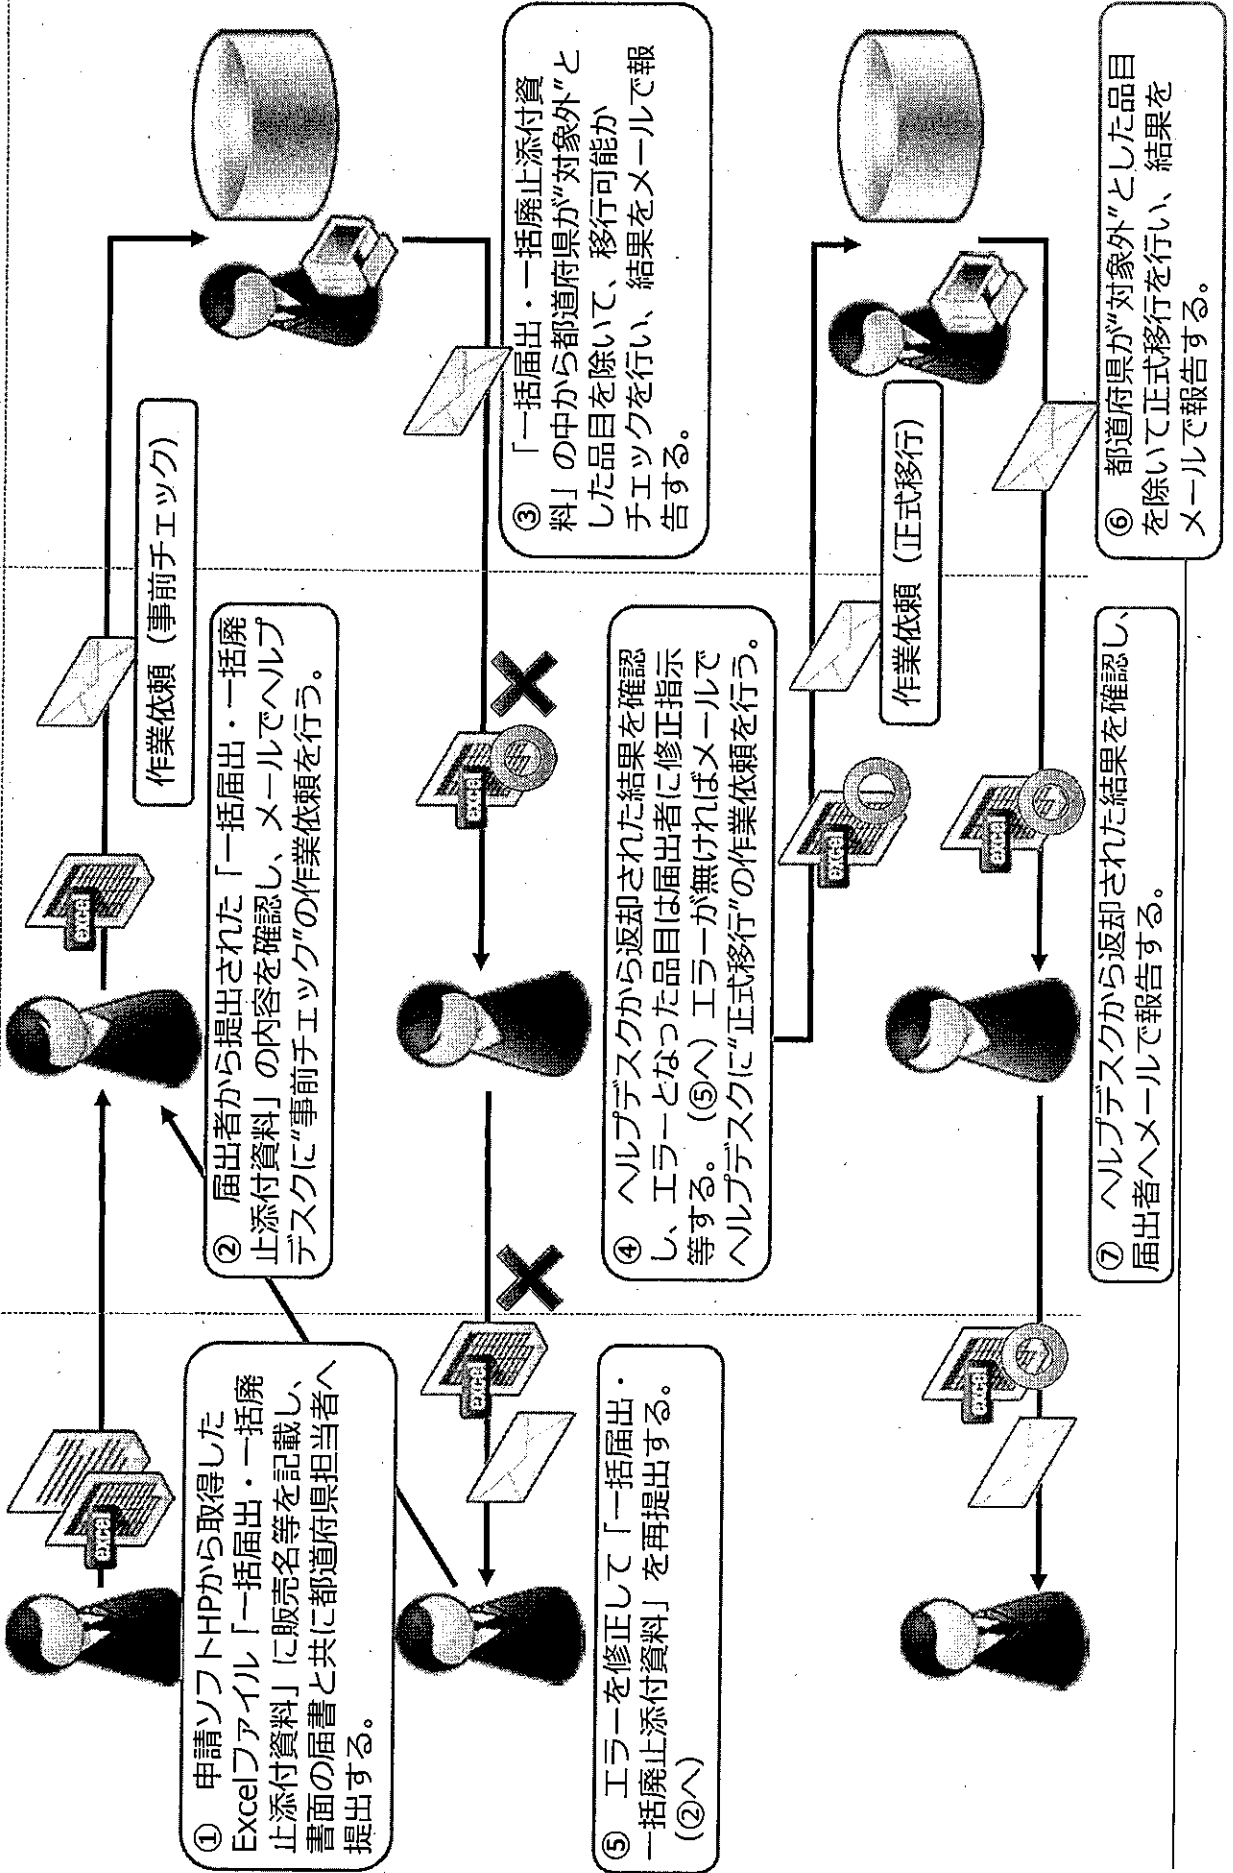 ① 申請ソフトHPから取得した
Excelファイル「一括届出・一括廃
止添付資料」に販売名等を記載し、
書面の届書と共に都道府県担当者へ
提出する。
excel
② 届出者から提出された「一括届出・一括廃
止添付資料」の内容を確認し、メールでヘルプ
デスクに“事前チェック”の作業依頼を行う。
excel
作業依頼（事前チェック）
③ 「一括届出・一括廃止添付資
料」の中から都道府県が“対象外”と
した品目を除いて、移行可能か
チェックを行い、結果をメールで報
告する。
excel
④ ヘルプデスクから返却された結果を確認
し、エラーとなった品目は届出者に修正指示
等する。（⑤へ）エラーが無ければメールで
ヘルプデスクに“正式移行”の作業依頼を行う。
excel
⑤ エラーを修正して「一括届出・
一括廃止添付資料」を再提出する。
（②へ）
excel
作業依頼（正式移行）
⑥ 都道府県が“対象外”とした品目
を除いて正式移行を行い、結果を
メールで報告する。
excel
⑦ ヘルプデスクから返却された結果を確認し、
届出者へメールで報告する。
excel